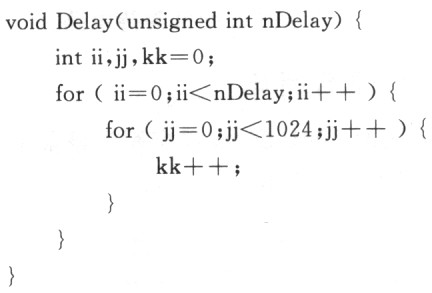 void Delay(unsigned int nDelay) {
int ii,jj,kk=0;
for ( ii=0;ii<nDelay;ii++ ) {
for ( jj=0;jj<1024;jj++ ) {
kk++;
}
}
}